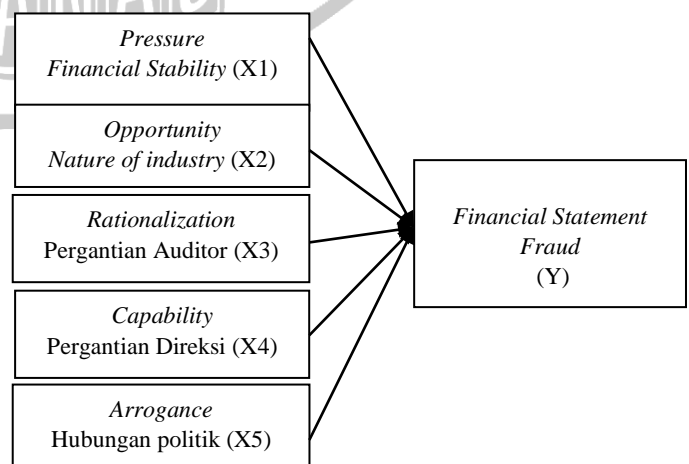 Pressure
Financial Stability (X1)
Opportunity
Nature of industry (X2)
Rationalization
Pergantian Auditor (X3)
Capability
Pergantian Direksi (X4)
Arrogance
Hubungan politik (X5)
Financial Statement
Fraud
(Y)